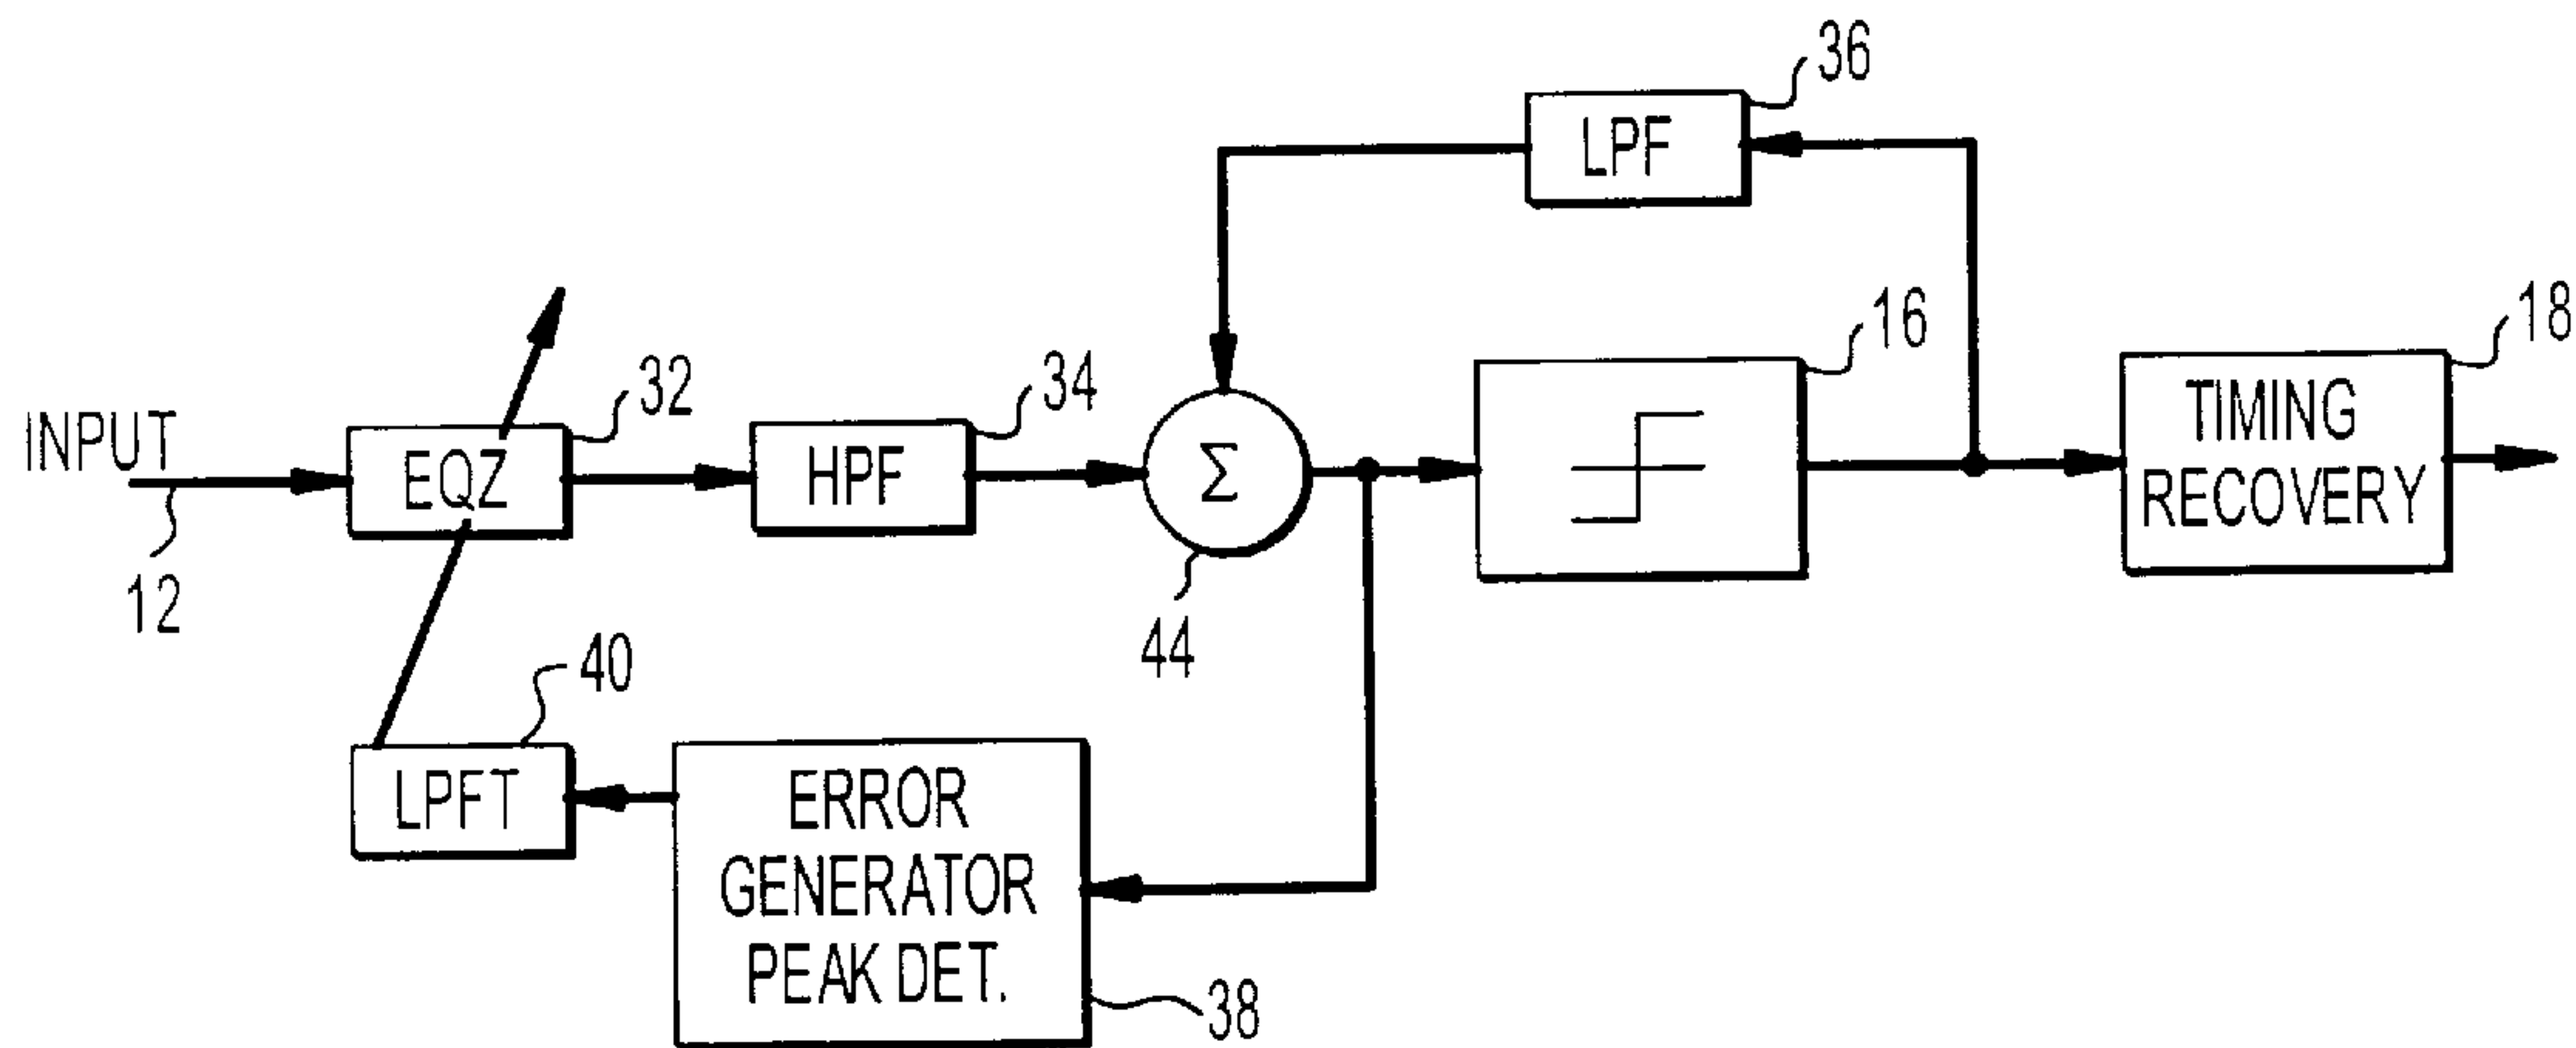 36
LPF
16
18
INPUT
32
34
EQZ
HPF
Σ
TIMING
RECOVERY
12
44
40
LPFT
ERROR
GENERATOR
PEAK DET.
38